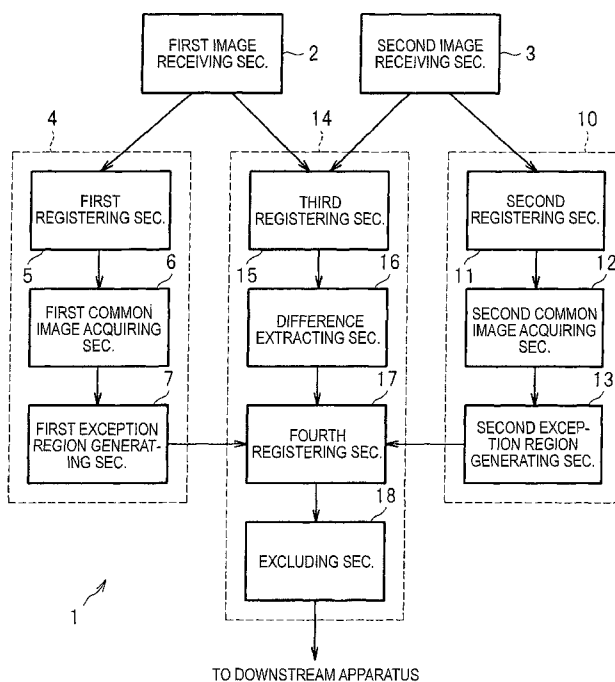 FIRST IMAGE
RECEIVING SEC.
2
SECOND IMAGE
RECEIVING SEC.
3
4
14
10
FIRST
REGISTERING SEC.
5
THIRD
REGISTERING SEC.
15
SECOND
REGISTERING SEC.
11
6
FIRST COMMON
IMAGE ACQUIRING
SEC.
16
DIFFERENCE
EXTRACTING SEC.
12
SECOND COMMON
IMAGE ACQUIRING
SEC.
7
FIRST EXCEPTION
REGION GENERAT-
ING SEC.
17
FOURTH
REGISTERING SEC.
13
SECOND EXCEP-
TION REGION
GENERATING SEC.
18
EXCLUDING SEC.
1
TO DOWNSTREAM APPARATUS